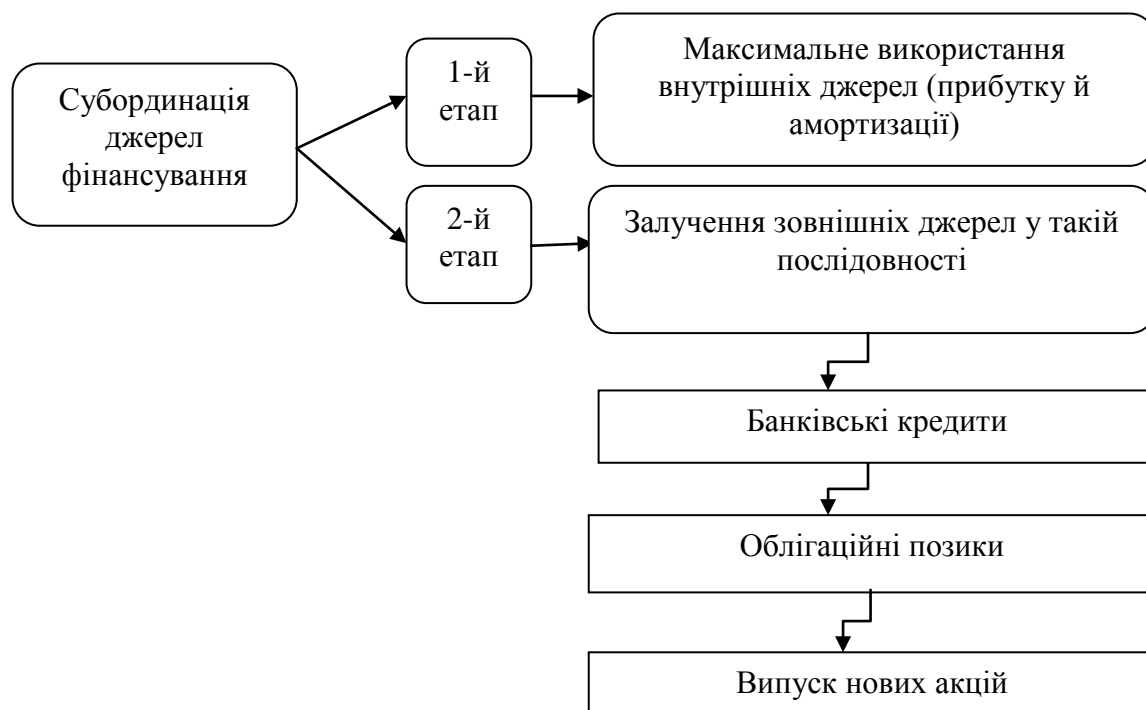 Субординація
джерел
фінансування
1-й
етап
Максимальне використання
внутрішніх джерел (прибутку й
амортизації)
2-й
етап
Залучення зовнішніх джерел у такій
послідовності
Банківські кредити
Облігаційні позики
Випуск нових акцій